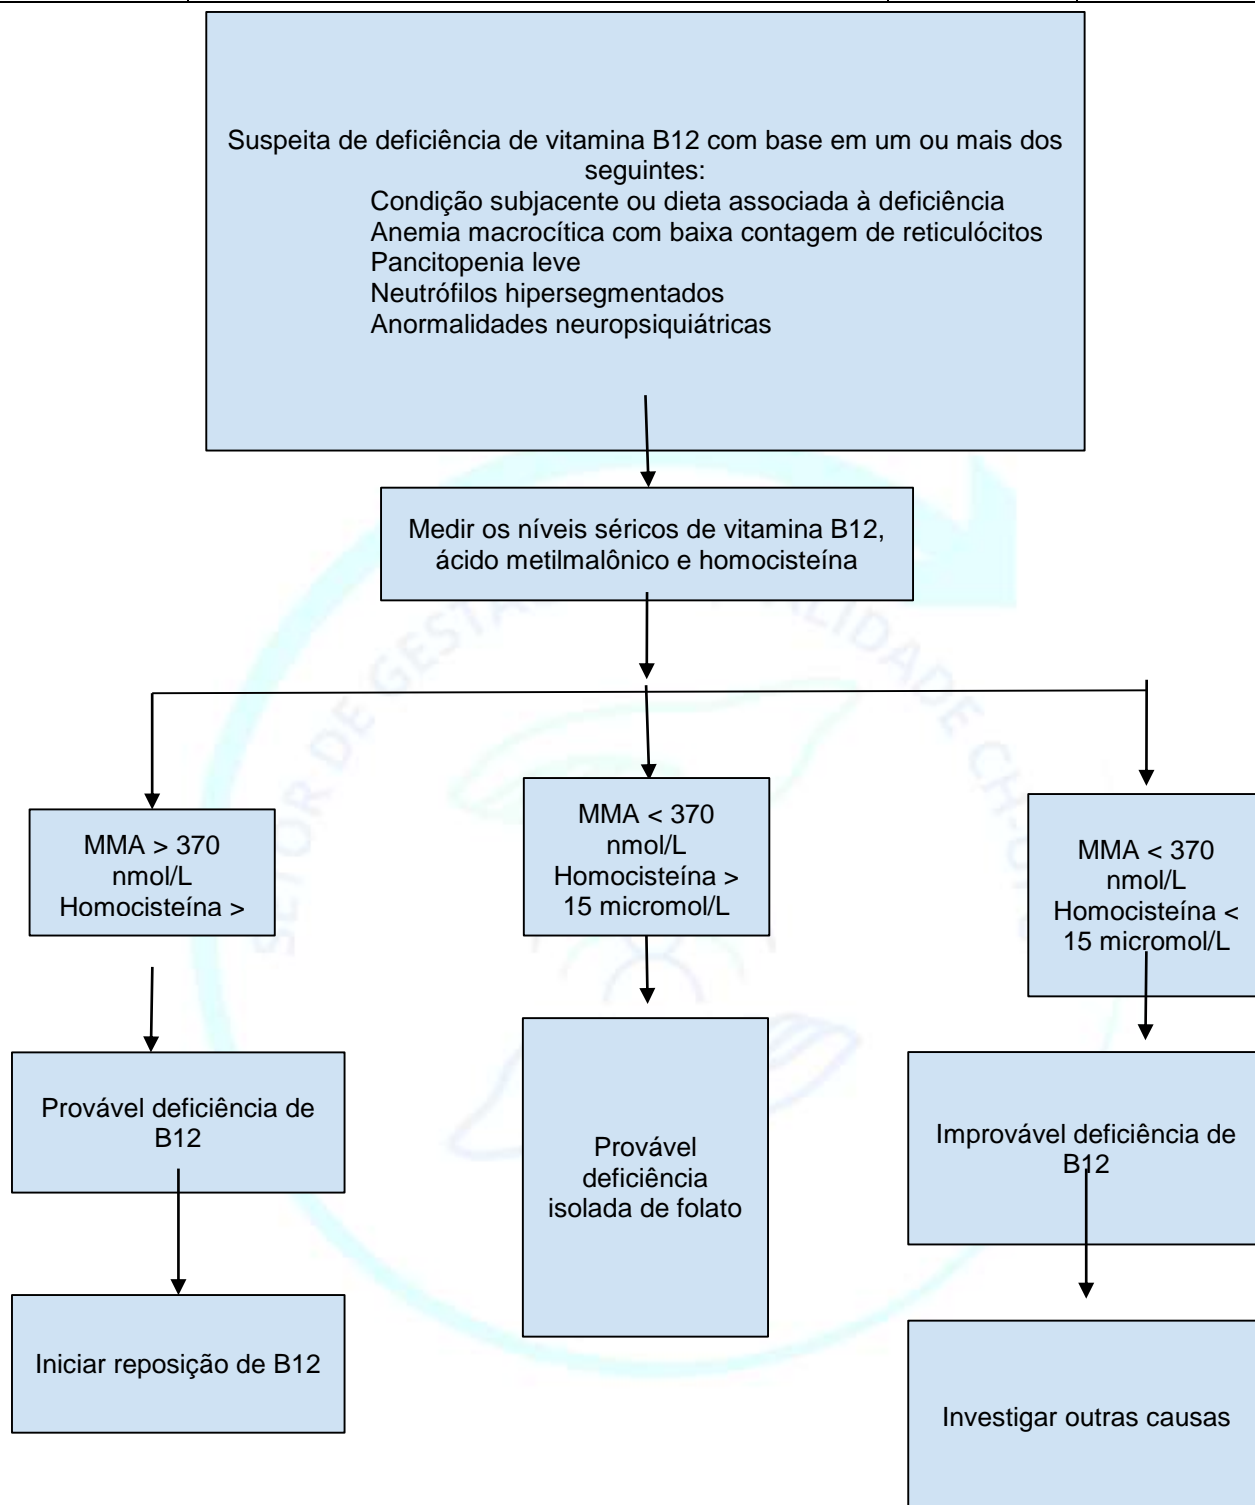 Suspeita de deficiência de vitamina B12 com base em um ou mais dos
seguintes:
Condição subjacente ou dieta associada à deficiência
Anemia macrocítica com baixa contagem de reticulócitos
Pancitopenia leve
Neutrófilos hipersegmentados
Anormalidades neuropsiquiátricas
Medir os níveis séricos de vitamina B12,
ácido metilmalônico e homocisteína
MMA > 370
nmol/L
Homocisteína >
MMA < 370
nmol/L
Homocisteína >
15 micromol/L
MMA < 370
nmol/L
Homocisteína <
15 micromol/L
Provável deficiência de
B12
Provável
deficiência
isolada de folato
Improvável deficiência de
B12
Iniciar reposição de B12
Investigar outras causas
SETOR DE